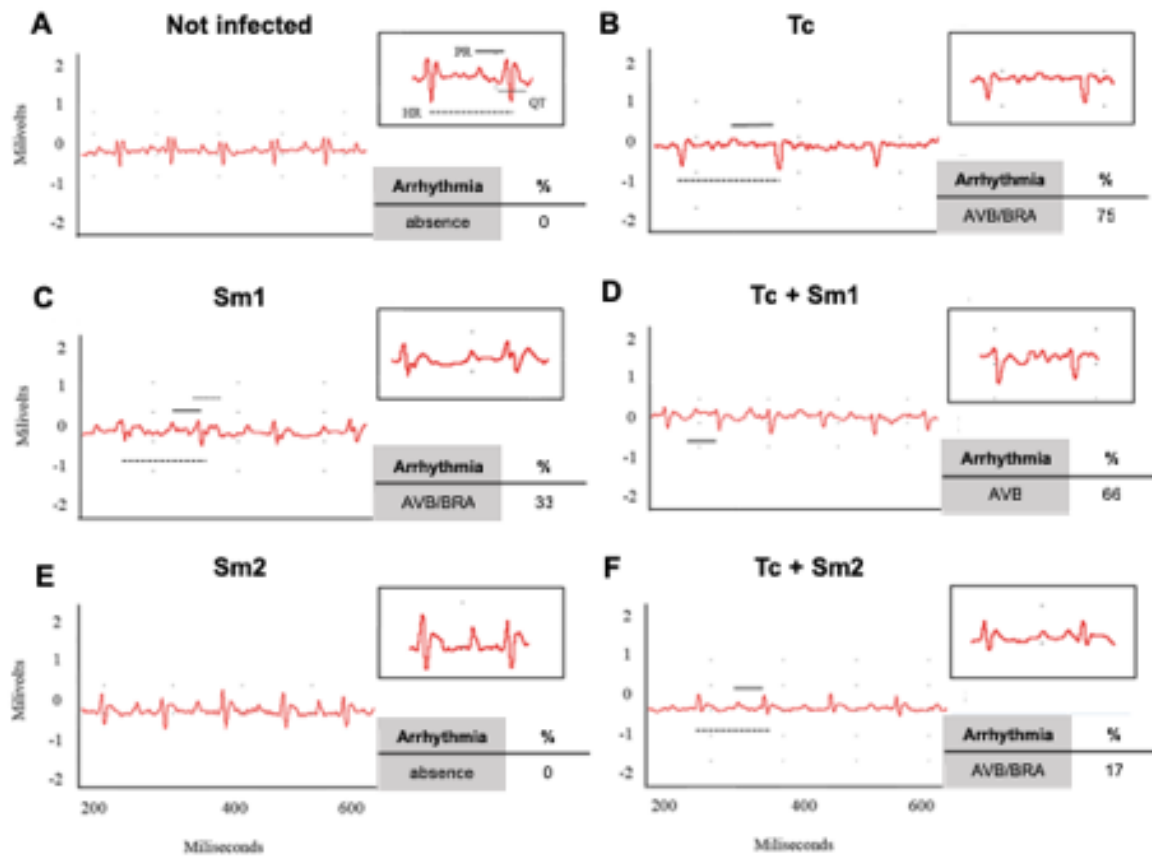 A
Not infected
2
1
0
-1
-2
Milivolts
PR
HR
QT
Arrhythmia %
absence 0
B
Tc
2
1
0
-1
-2
Arrhythmia %
AVB/BRA 75
C
Sm1
2
1
0
-1
-2
Milivolts
Arrhythmia %
AVB/BRA 33
D
Tc + Sm1
2
1
0
-1
-2
Arrhythmia %
AVB 66
E
Sm2
2
1
0
-1
-2
Milivolts
Arrhythmia %
absence 0
200 400 600
Miliseconds
F
Tc + Sm2
2
1
0
-1
-2
Arrhythmia %
AVB/BRA 17
200 400 600
Miliseconds